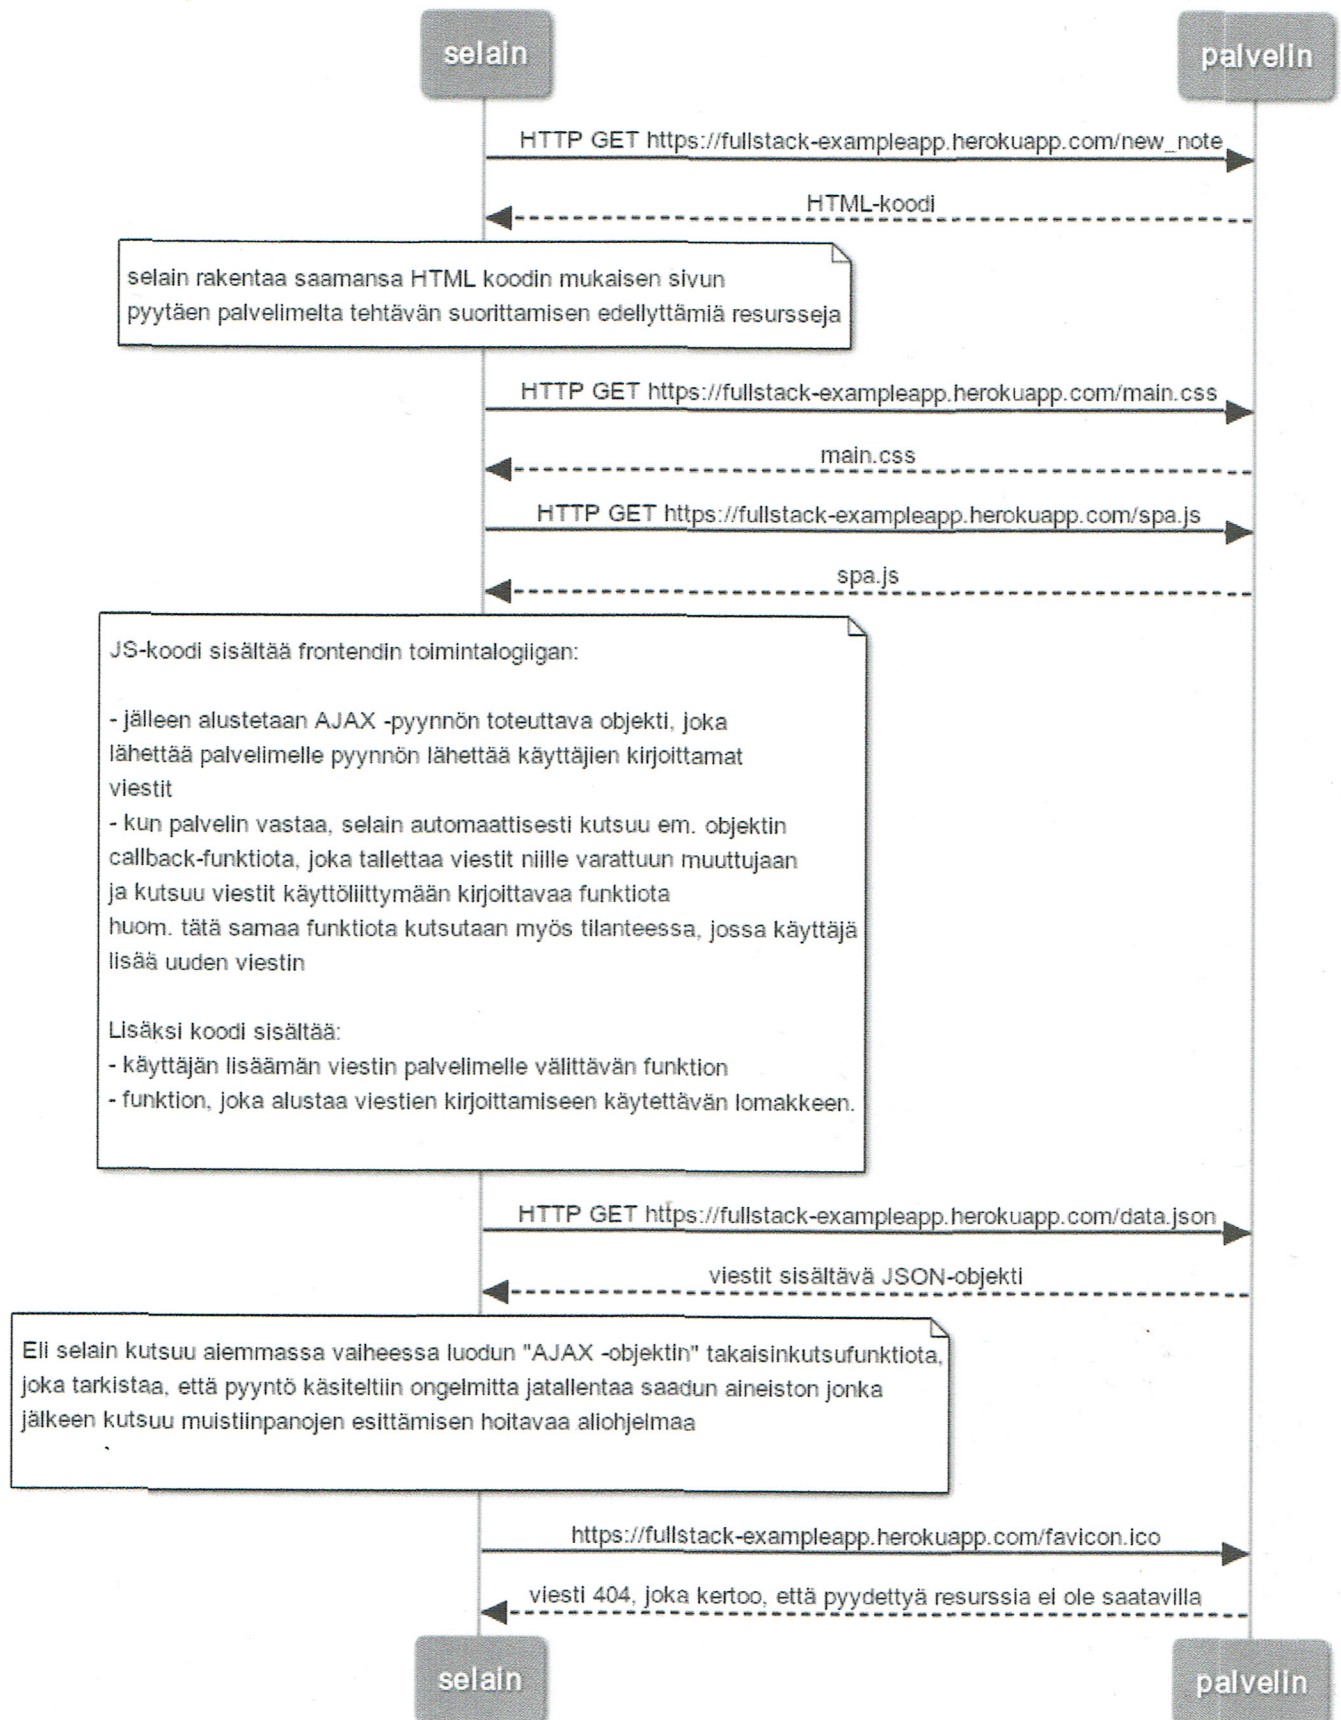 selain
palvelin
HTTP GET https://fullstack-exampleapp.herokuapp.com/new_note
HTML-koodi
selain rakentaa saamansa HTML koodin mukaisen sivun
pyytäen palvelimelta tehtävän suorittamisen edellyttämiä resursseja
HTTP GET https://fullstack-exampleapp.herokuapp.com/main.css
main.css
HTTP GET https://fullstack-exampleapp.herokuapp.com/spa.js
spa.js
JS-koodi sisältää frontendin toimintalogiigan:
- jälleen alustetaan AJAX -pyynnön toteuttava objekti, joka
lähettää palvelimelle pyynnön lähettää käyttäjien kirjoittamat
viestit
- kun palvelin vastaa, selain automaattisesti kutsuu em. objektin
callback-funktiota, joka tallettaa viestit niille varattuun muuttujaan
ja kutsuu viestit käyttöliittymään kirjoittavaa funktiota
huom. tätä samaa funktiota kutsutaan myös tilanteessa, jossa käyttäjä
lisää uuden viestin
Lisäksi koodi sisältää:
- käyttäjän lisäämän viestin palvelimelle välittävän funktion
- funktion, joka alustaa viestien kirjoittamiseen käytettävän lomakkeen.
HTTP GET https://fullstack-exampleapp.herokuapp.com/data.json
viestit sisältävä JSON-objekti
Eli selain kutsuu aiemmassa vaiheessa luodun "AJAX -objektin" takaisinkutsufunktiota,
joka tarkistaa, että pyyntö käsiteltiin ongelmitta jatallentaa saadun aineiston jonka
jälkeen kutsuu muistiinpanojen esittämisen hoitavaa aliohjelmaa
https://fullstack-exampleapp.herokuapp.com/favicon.ico
viesti 404, joka kertoo, että pyydettyä resurssia ei ole saatavilla
selain
palvelin